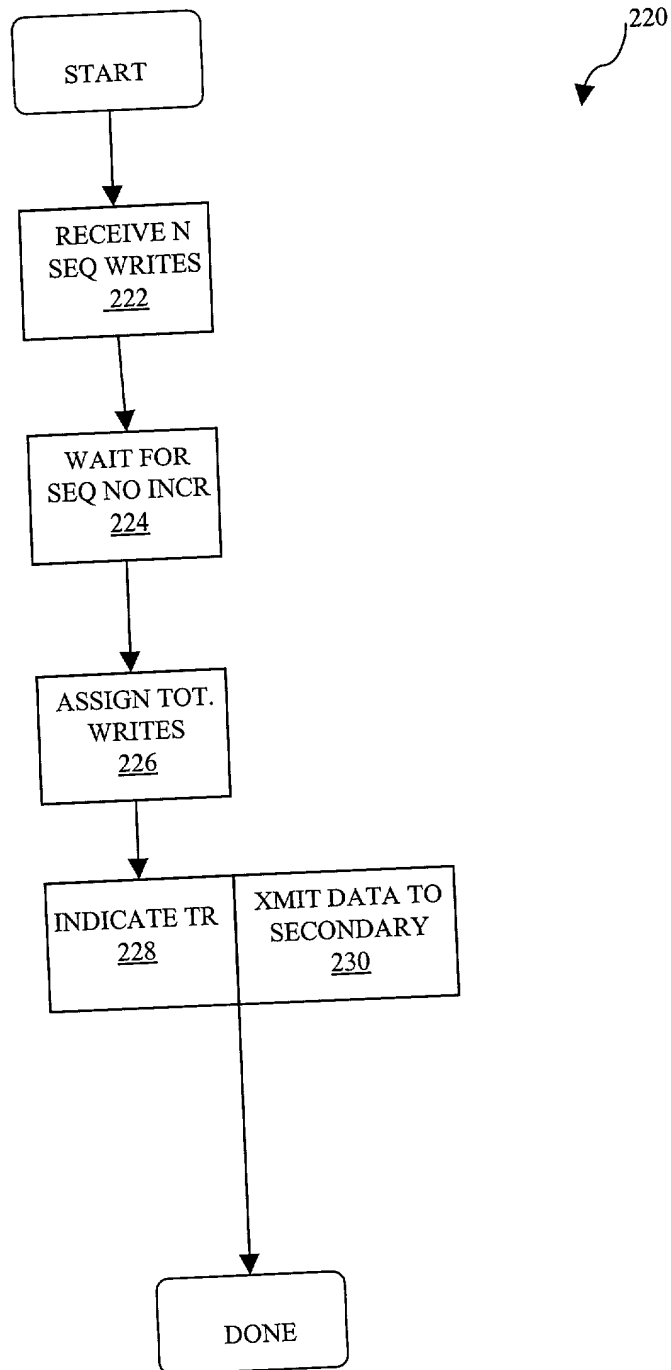 220
START
RECEIVE N
SEQ WRITES
222
WAIT FOR
SEQ NO INCR
224
ASSIGN TOT.
WRITES
226
INDICATE TR
228
XMIT DATA TO
SECONDARY
230
DONE